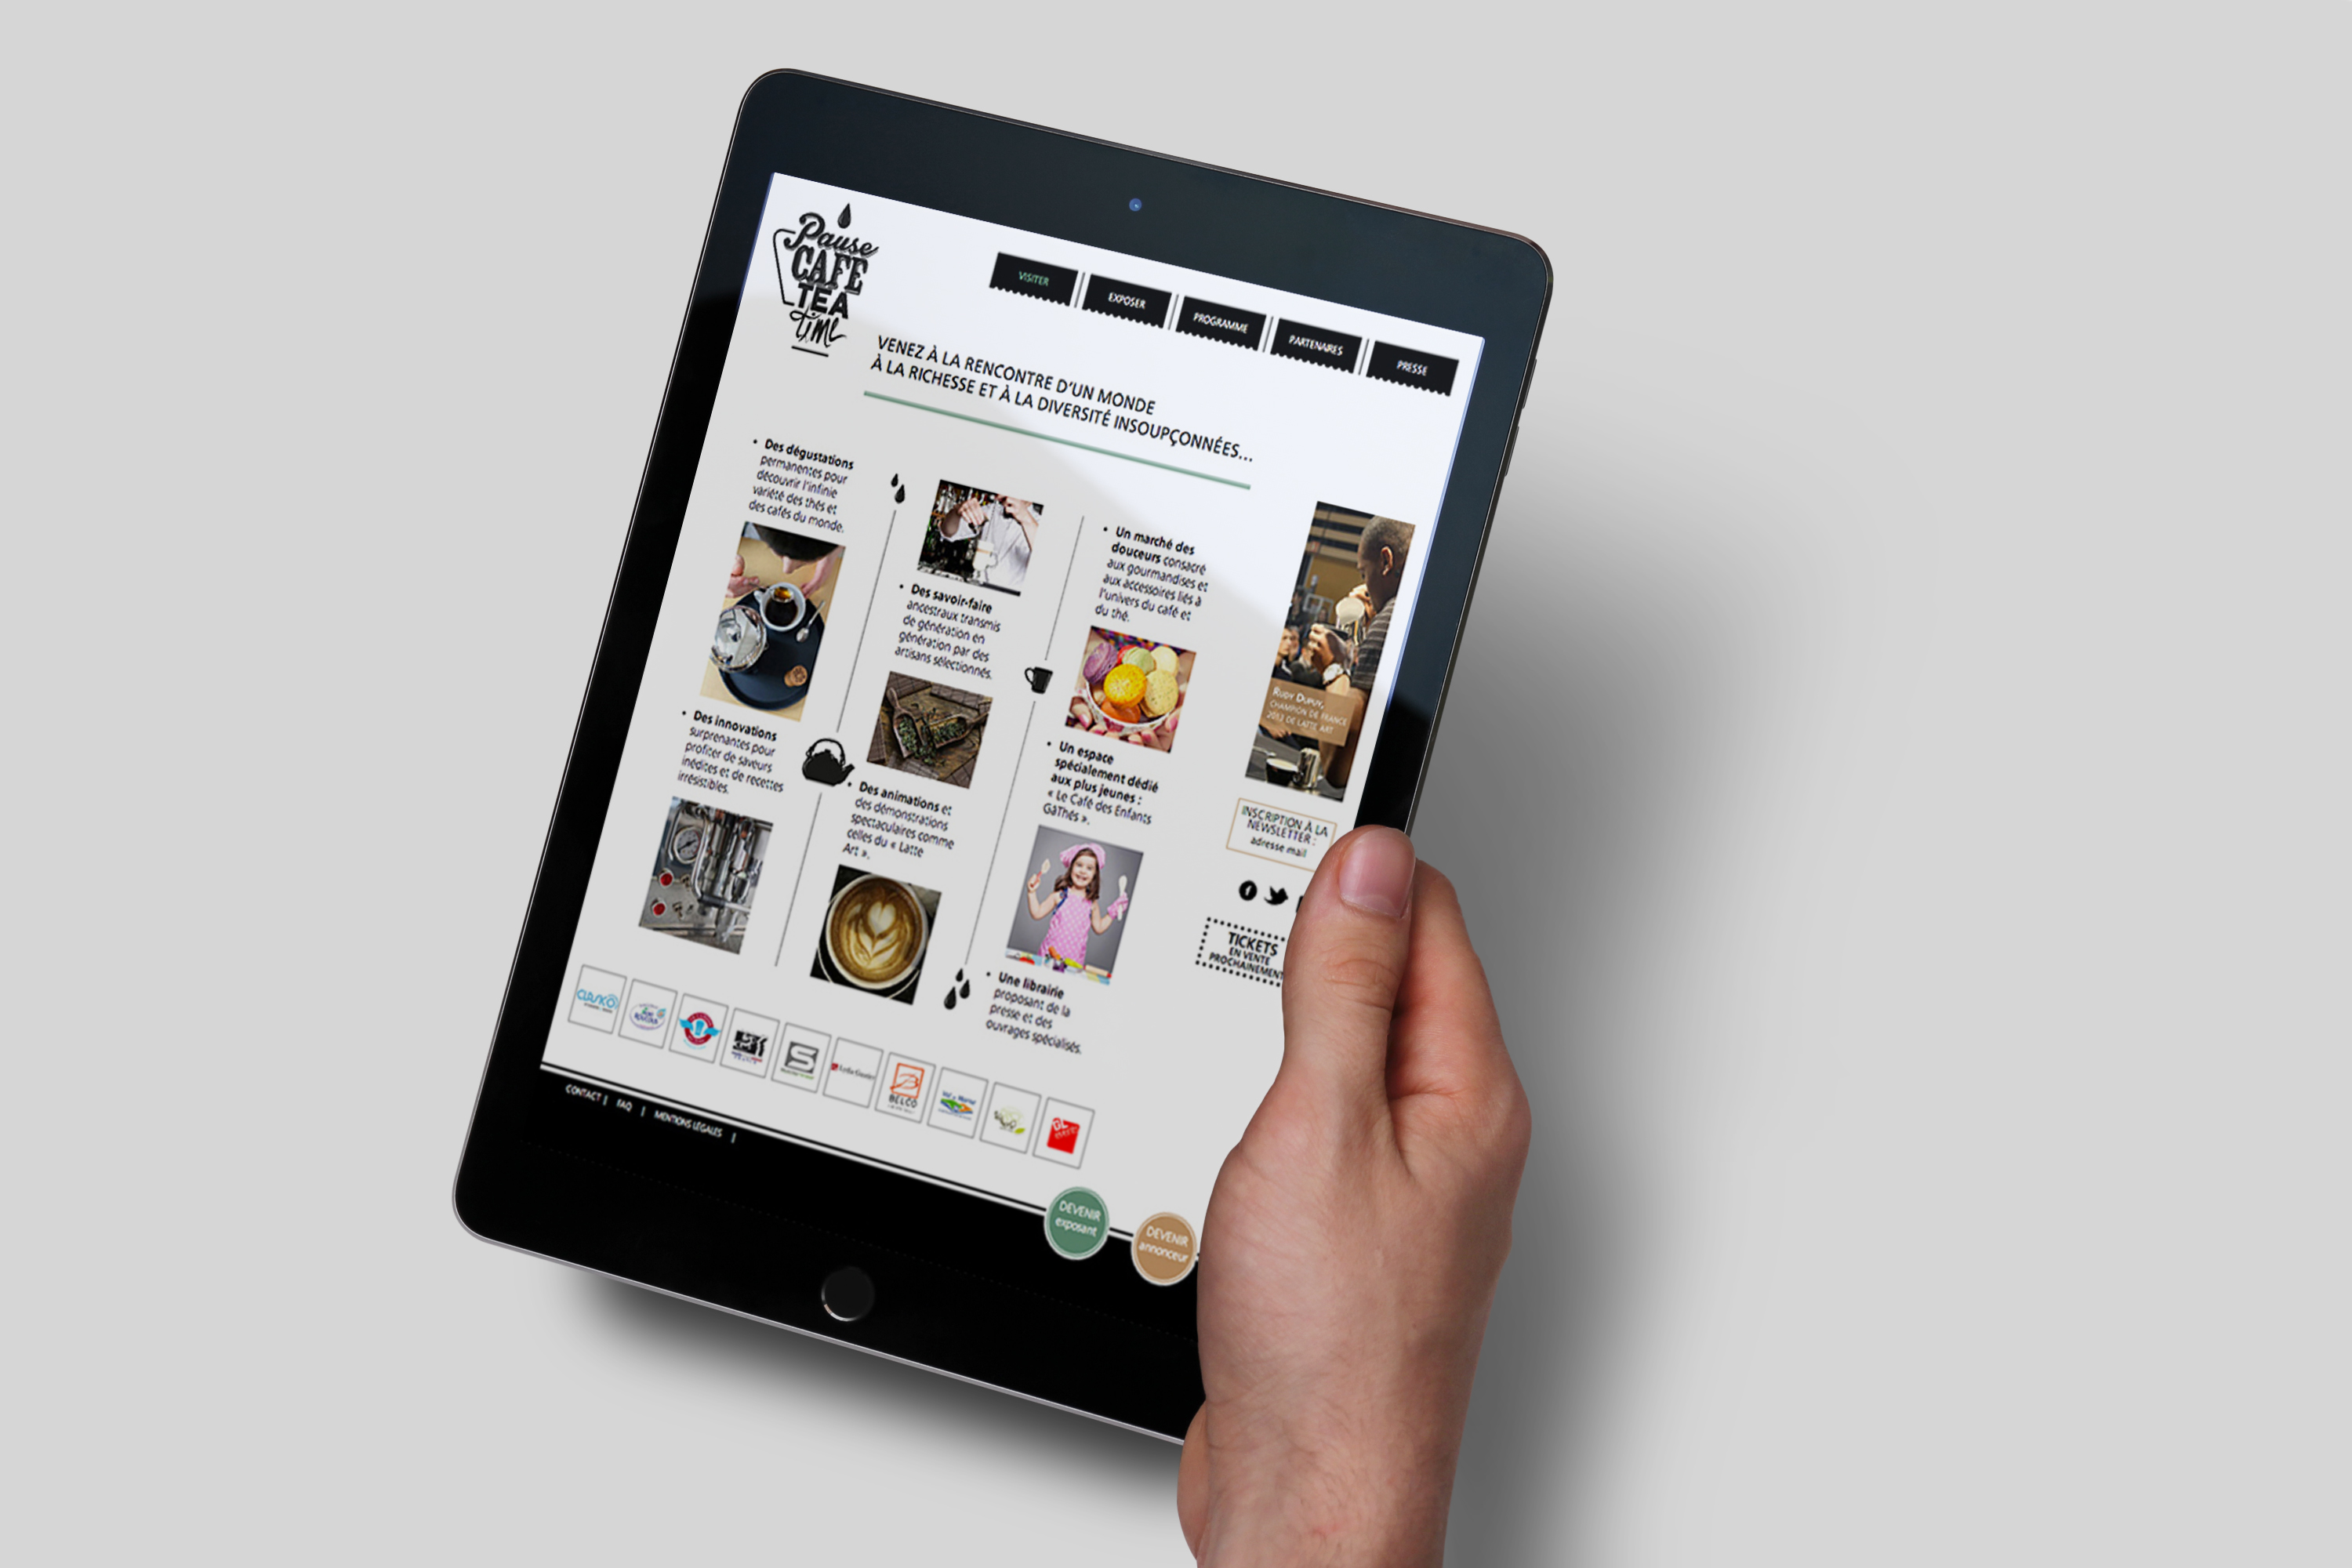 Pause
CAFÉ
TEA
time
VISITER
EXPOSER
PROGRAMME
PARTENAIRES
PRESSE
VENEZ À LA RENCONTRE D'UN MONDE
À LA RICHESSE ET À LA DIVERSITÉ INSOUPÇONNÉES...
• Des dégustations
permanentes pour
découvrir l'infinie
variété des thés et
des cafés du monde.
• Des innovations
surprenantes pour
profiter de saveurs
inédites et de recettes
irrésistibles.
• Des savoir-faire
ancestraux transmis
de génération en
génération par des
artisans sélectionnés.
• Des animations et
des démonstrations
spectaculaires comme
celles du « Latte
Art ».
• Un marché des
douceurs consacré
aux gourmandises et
aux accessoires liés à
l'univers du café et
du thé.
• Un espace
spécialement dédié
aux plus jeunes :
« Le Café des Enfants
GâThés ».
• Une librairie
proposant de la
presse et des
ouvrages spécialisés.
RUDY DUPUY,
CHAMPION DE FRANCE
2013 DE LATTE ART
INSCRIPTION À LA
NEWSLETTER :
adresse mail
TICKETS
EN VENTE
PROCHAINEMENT
BELCO
CONTACT | FAQ | MENTIONS LEGALES |
DEVENIR
exposant
DEVENIR
annonceur